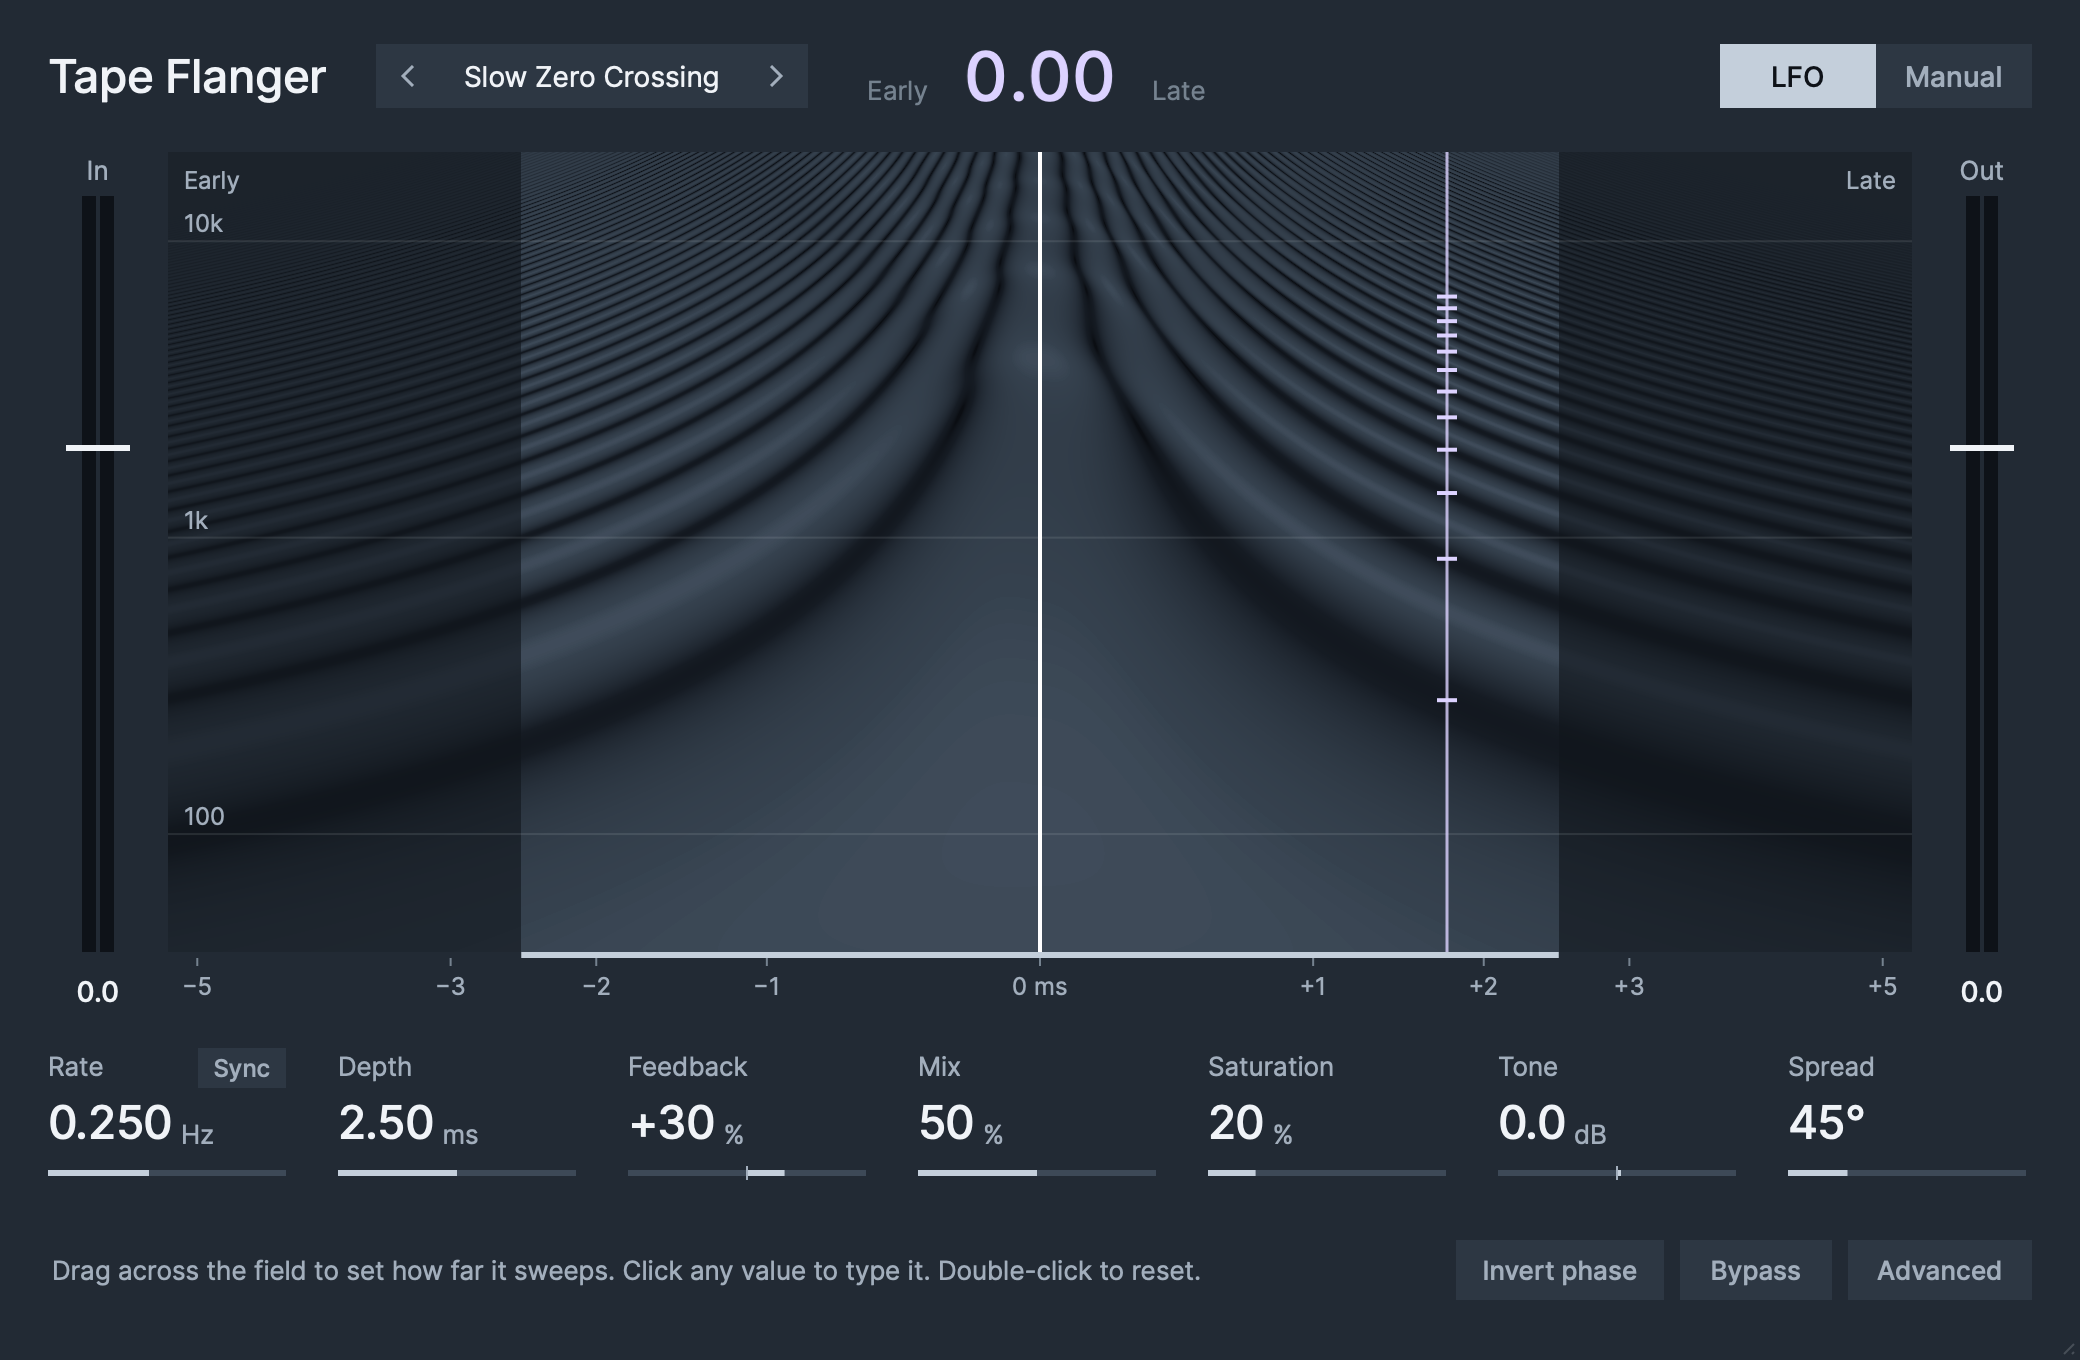 Tape Flanger
Slow Zero Crossing
Early 0.00 Late
LFO Manual
In
Early
Late
Out
10k
1k
100
0.0
−5 −3 −2 −1 0 ms +1 +2 +3 +5
0.0
Rate Sync Depth Feedback Mix Saturation Tone Spread
0.250 Hz 2.50 ms +30 % 50 % 20 % 0.0 dB 45°
Drag across the field to set how far it sweeps. Click any value to type it. Double-click to reset.
Invert phase Bypass Advanced